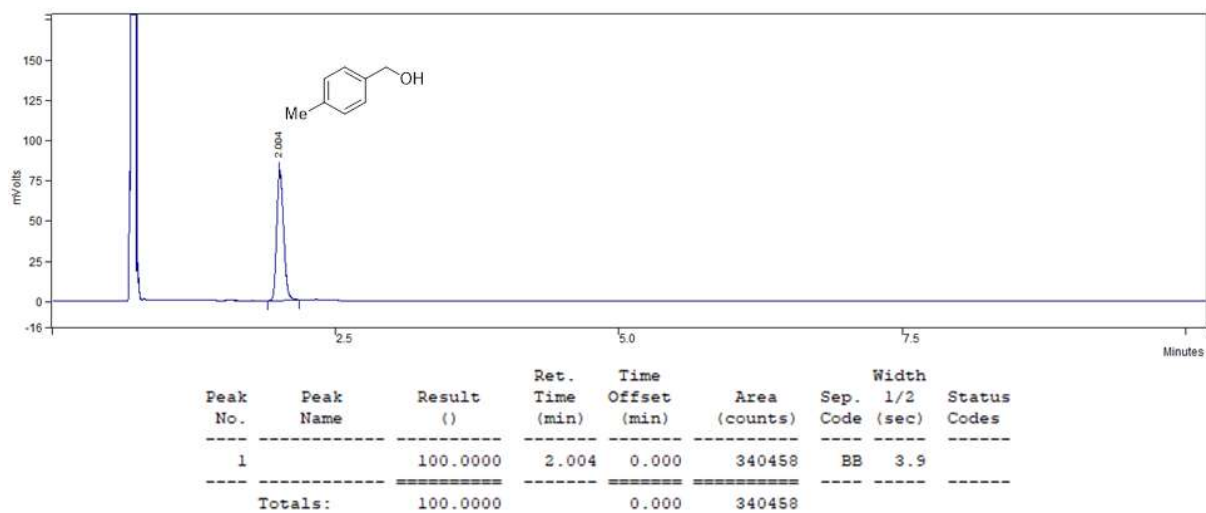 150
125
100
75
50
25
0
-16
mVolts
OH
Me
2.004
2.5 5.0 7.5
Minutes
Ret. Time Width
Peak Peak Result Time Offset Area Sep. 1/2 Status
No. Name () (min) (min) (counts) Code (sec) Codes
---- ------------ ---------- ------- ------- ---------- ---- ----- ------
1 100.0000 2.004 0.000 340458 BB 3.9
---- ------------ ========== ------- ======= ========== ---- ----- ------
Totals: 100.0000 0.000 340458